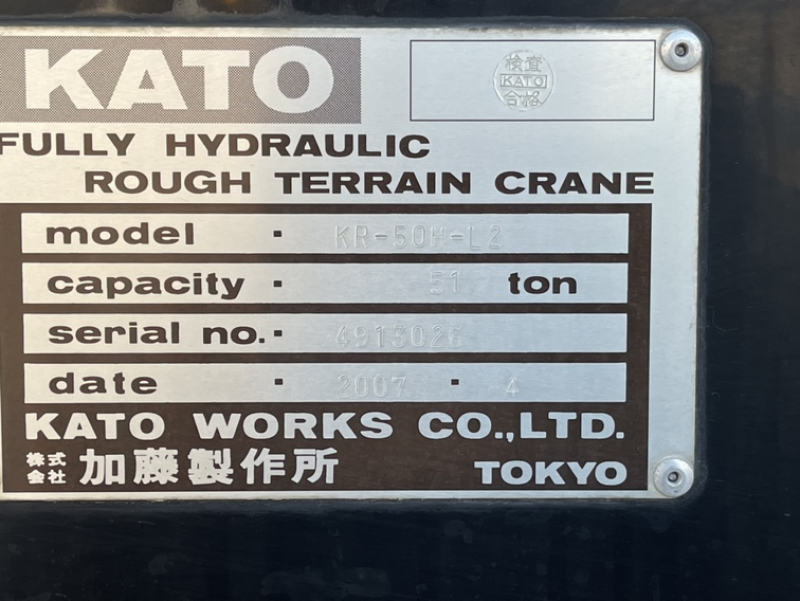 KATO
検査
KATO
合格
FULLY HYDRAULIC
ROUGH TERRAIN CRANE
model · KR-50H-L2
capacity · 51 ton
serial no. · 4913026
date · 2007 · 4
KATO WORKS CO.,LTD.
株式会社 加藤製作所 TOKYO